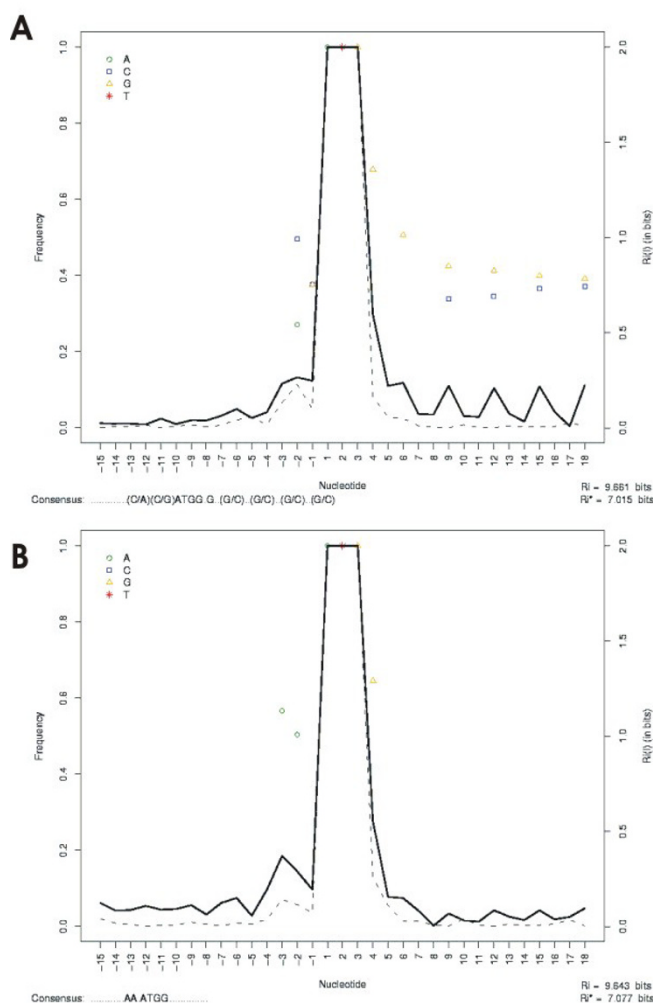 A
A
C
G
T
1.0
0.8
0.6
0.4
0.2
0.0
Frequency
2.0
1.5
1.0
0.5
0.0
Ri(l) (in bits)
-15 -14 -13 -12 -11 -10 -9 -8 -7 -6 -5 -4 -3 -2 -1 1 2 3 4 5 6 7 8 9 10 11 12 13 14 15 16 17 18
Nucleotide
Ri = 9.661 bits
Consensus: ..............(C/A)(C/G)ATGG.G..(G/C)..(G/C)..(G/C)..(G/C)
Ri* = 7.015 bits
B
A
C
G
T
1.0
0.8
0.6
0.4
0.2
0.0
Frequency
2.0
1.5
1.0
0.5
0.0
Ri(l) (in bits)
-15 -14 -13 -12 -11 -10 -9 -8 -7 -6 -5 -4 -3 -2 -1 1 2 3 4 5 6 7 8 9 10 11 12 13 14 15 16 17 18
Nucleotide
Ri = 9.643 bits
Consensus: ............AA.ATGG..............
Ri* = 7.077 bits